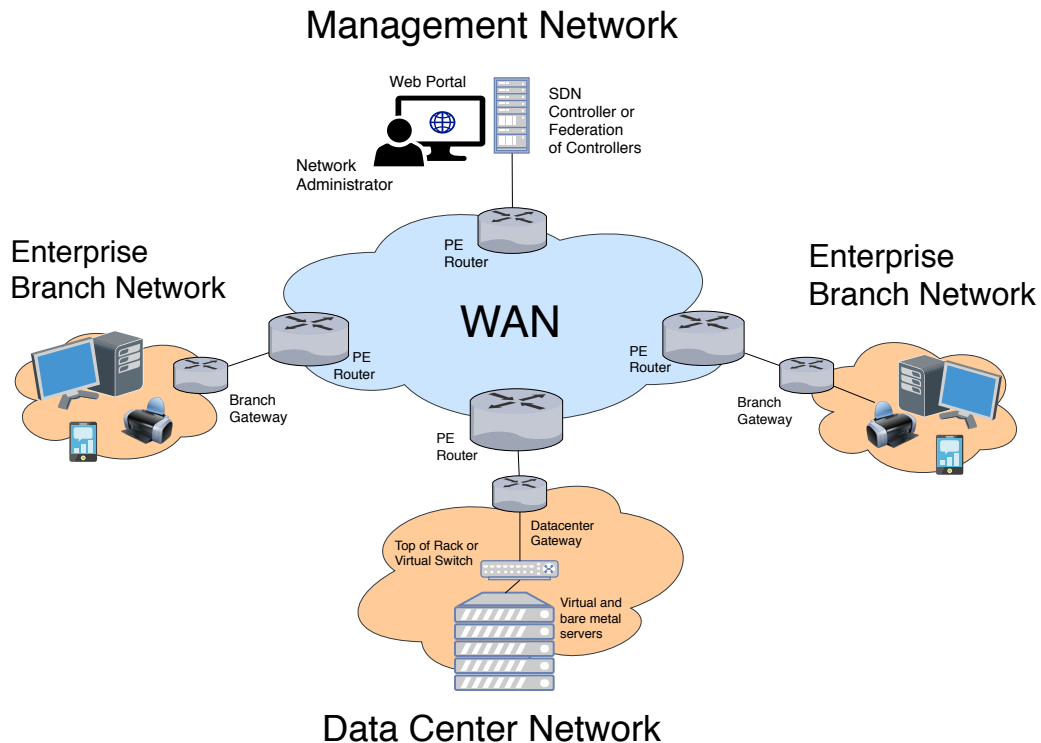 Management Network
Web Portal
SDN
Controller or
Federation
of Controllers
Network
Administrator
PE
Router
Enterprise
Branch Network
Enterprise
Branch Network
WAN
PE
Router
PE
Router
Branch
Gateway
Branch
Gateway
PE
Router
Datacenter
Gateway
Top of Rack or
Virtual Switch
Virtual and
bare metal
servers
Data Center Network